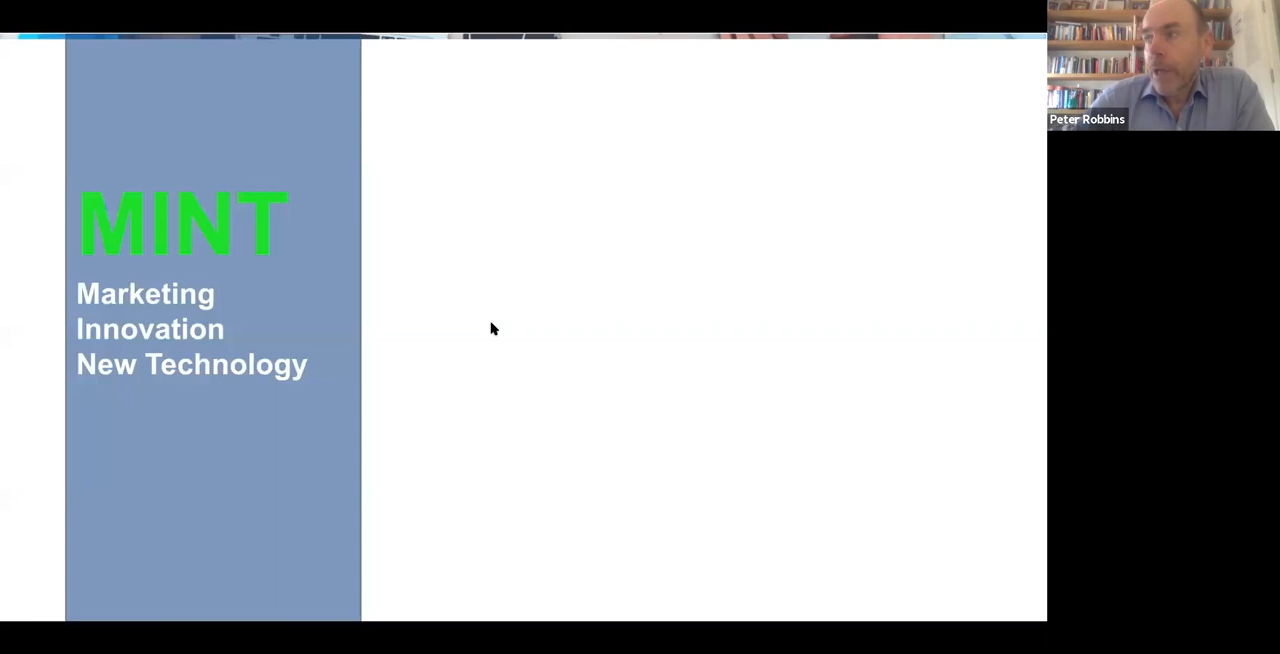 MINT
Marketing
Innovation
New Technology
Peter Robbins